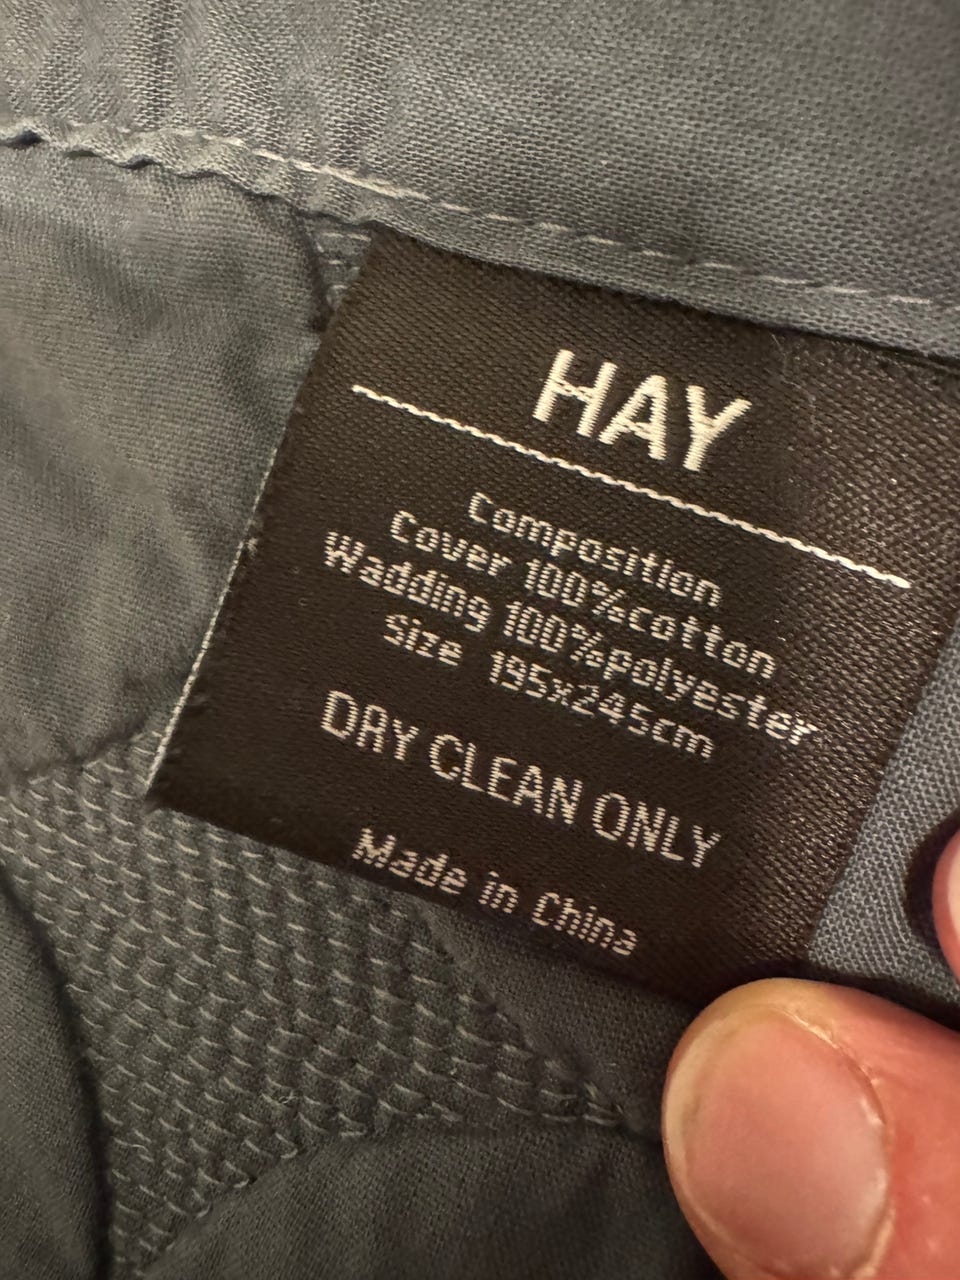 HAY
Composition
Cover 100%cotton
Wadding 100%polyester
Size 195x245cm
DRY CLEAN ONLY
Made in China